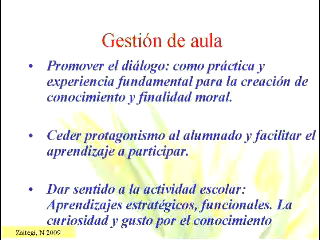 Gestión de aula
• Promover el diálogo: como práctica y
experiencia fundamental para la creación de
conocimiento y finalidad moral.
• Ceder protagonismo al alumnado y facilitar el
aprendizaje a participar.
• Dar sentido a la actividad escolar:
Aprendizajes estratégicos, funcionales. La
curiosidad y gusto por el conocimiento
Zaitegi, N 2009